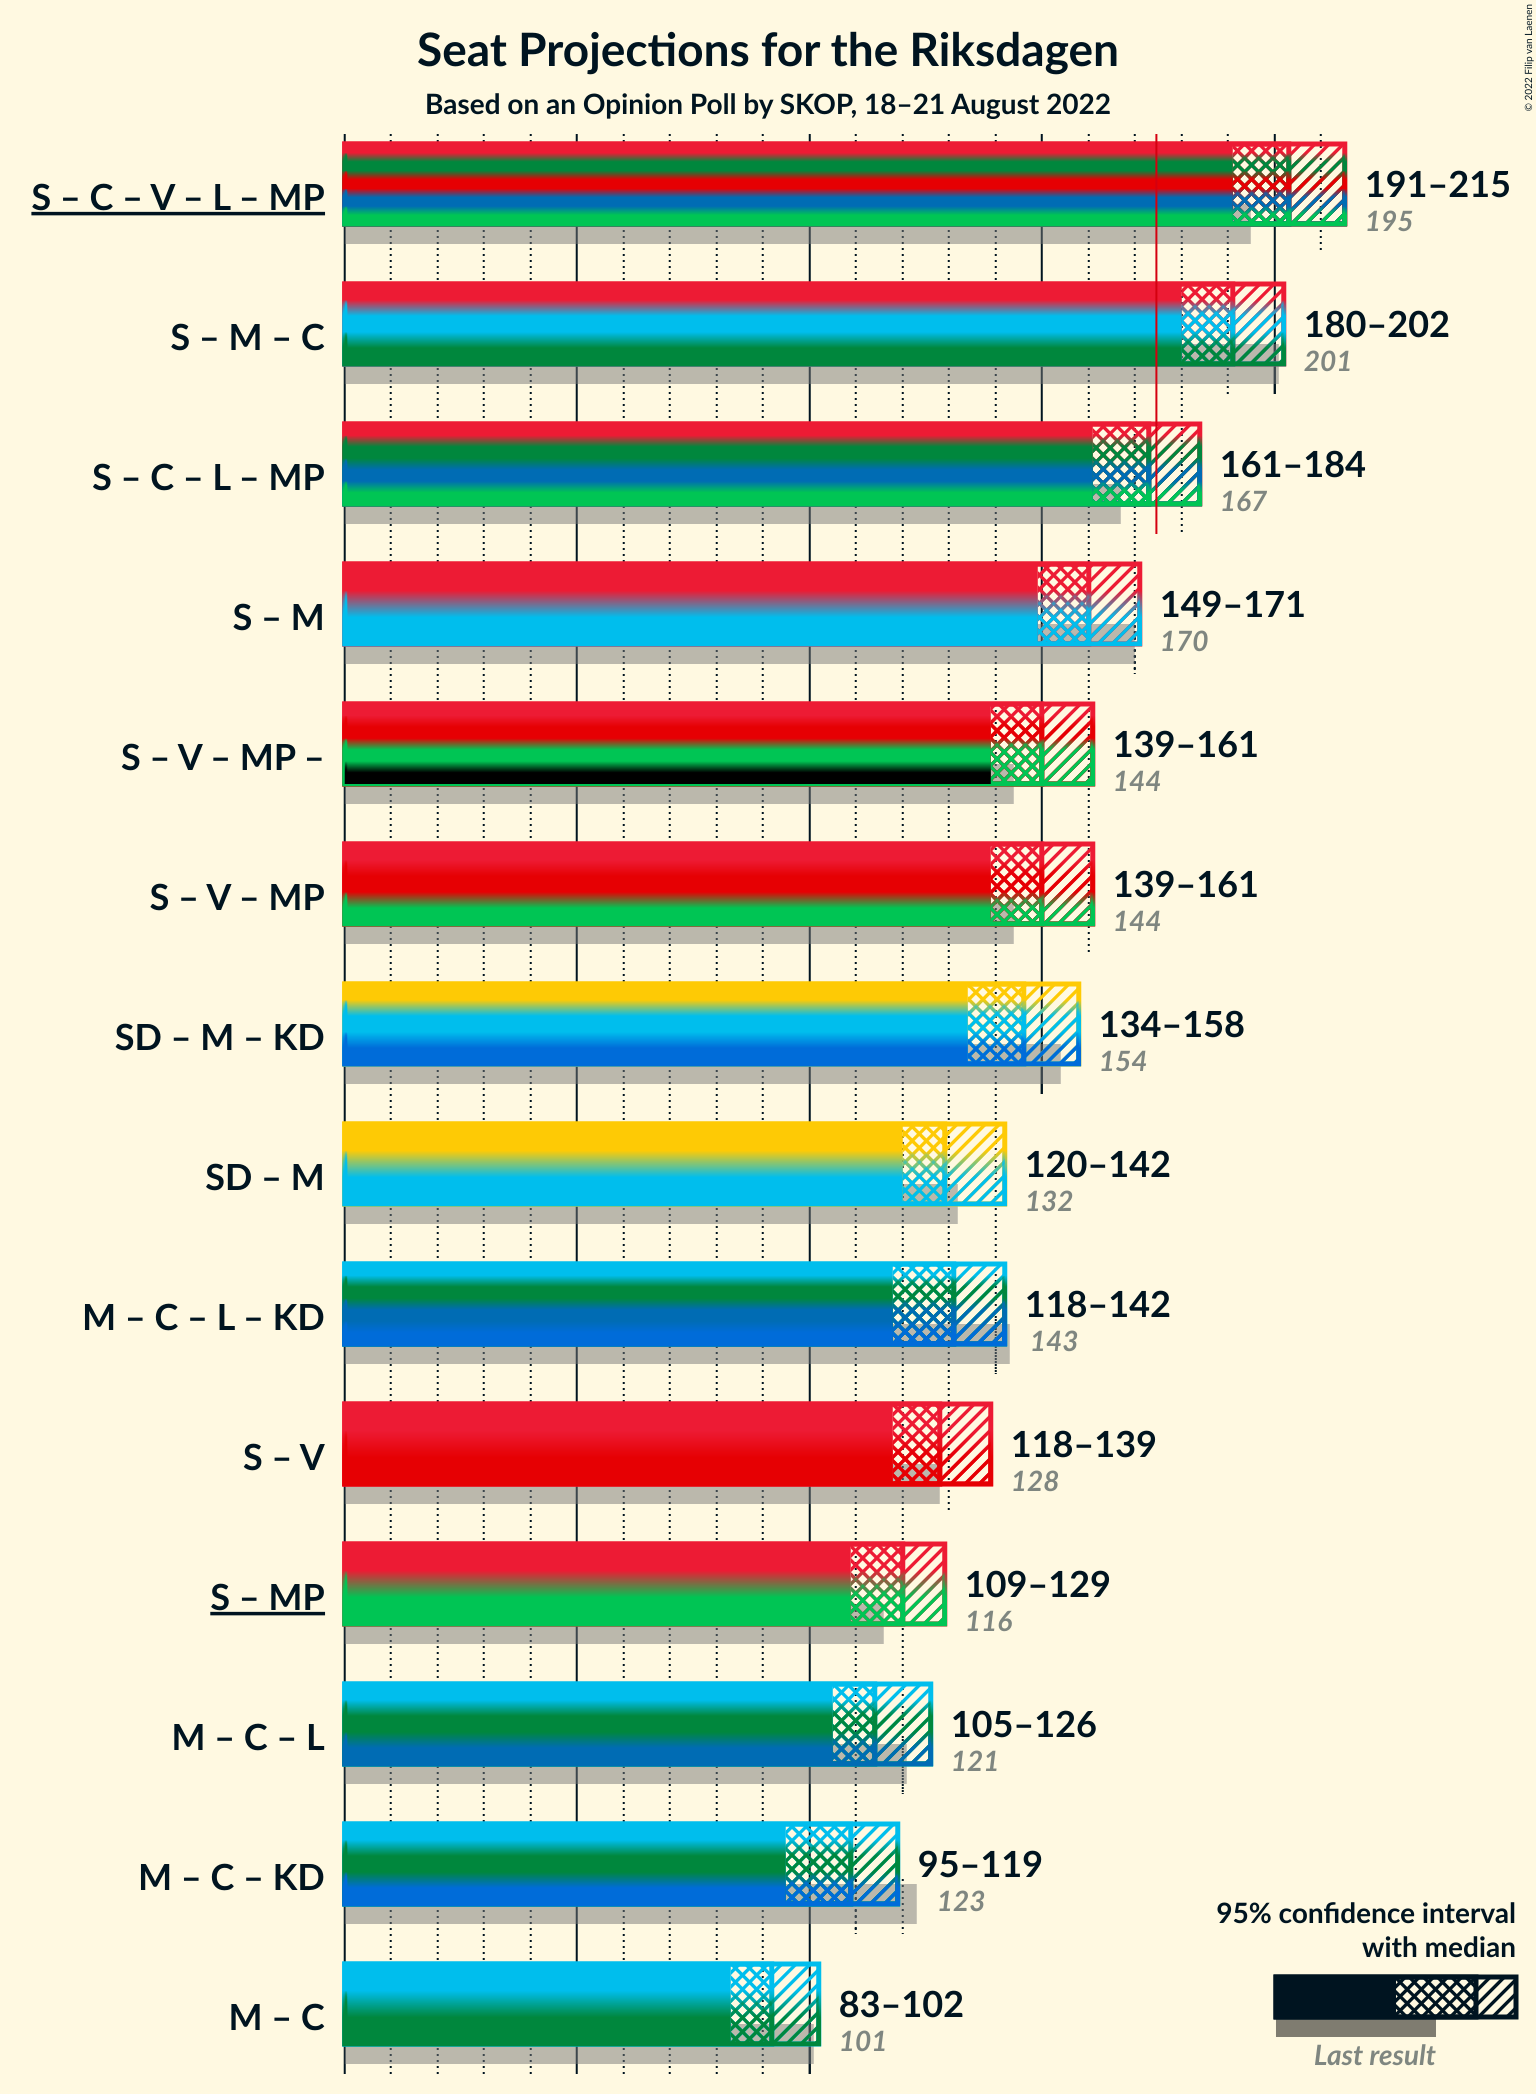 Seat Projections for the Riksdagen
Based on an Opinion Poll by SKOP, 18–21 August 2022
© 2022 Filip van Laenen
S – C – V – L – MP
191–215
195
S – M – C
180–202
201
S – C – L – MP
161–184
167
S – M
149–171
170
S – V – MP –
139–161
144
S – V – MP
139–161
144
SD – M – KD
134–158
154
SD – M
120–142
132
M – C – L – KD
118–142
143
S – V
118–139
128
S – MP
109–129
116
M – C – L
105–126
121
M – C – KD
95–119
123
M – C
83–102
101
95% confidence interval
with median
Last result